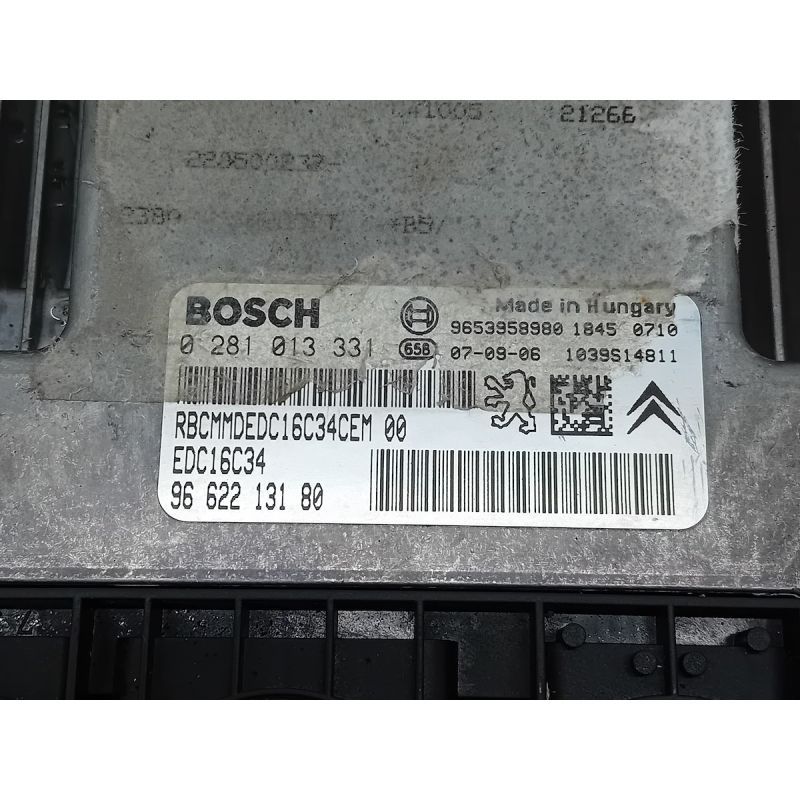 21266
BOSCH
Made in Hungary
9653958980 1845 0710
0 281 013 331 658 07-09-06 1039S14811
RBCMMDEDC16C34CEM 00
EDC16C34
96 622 131 80